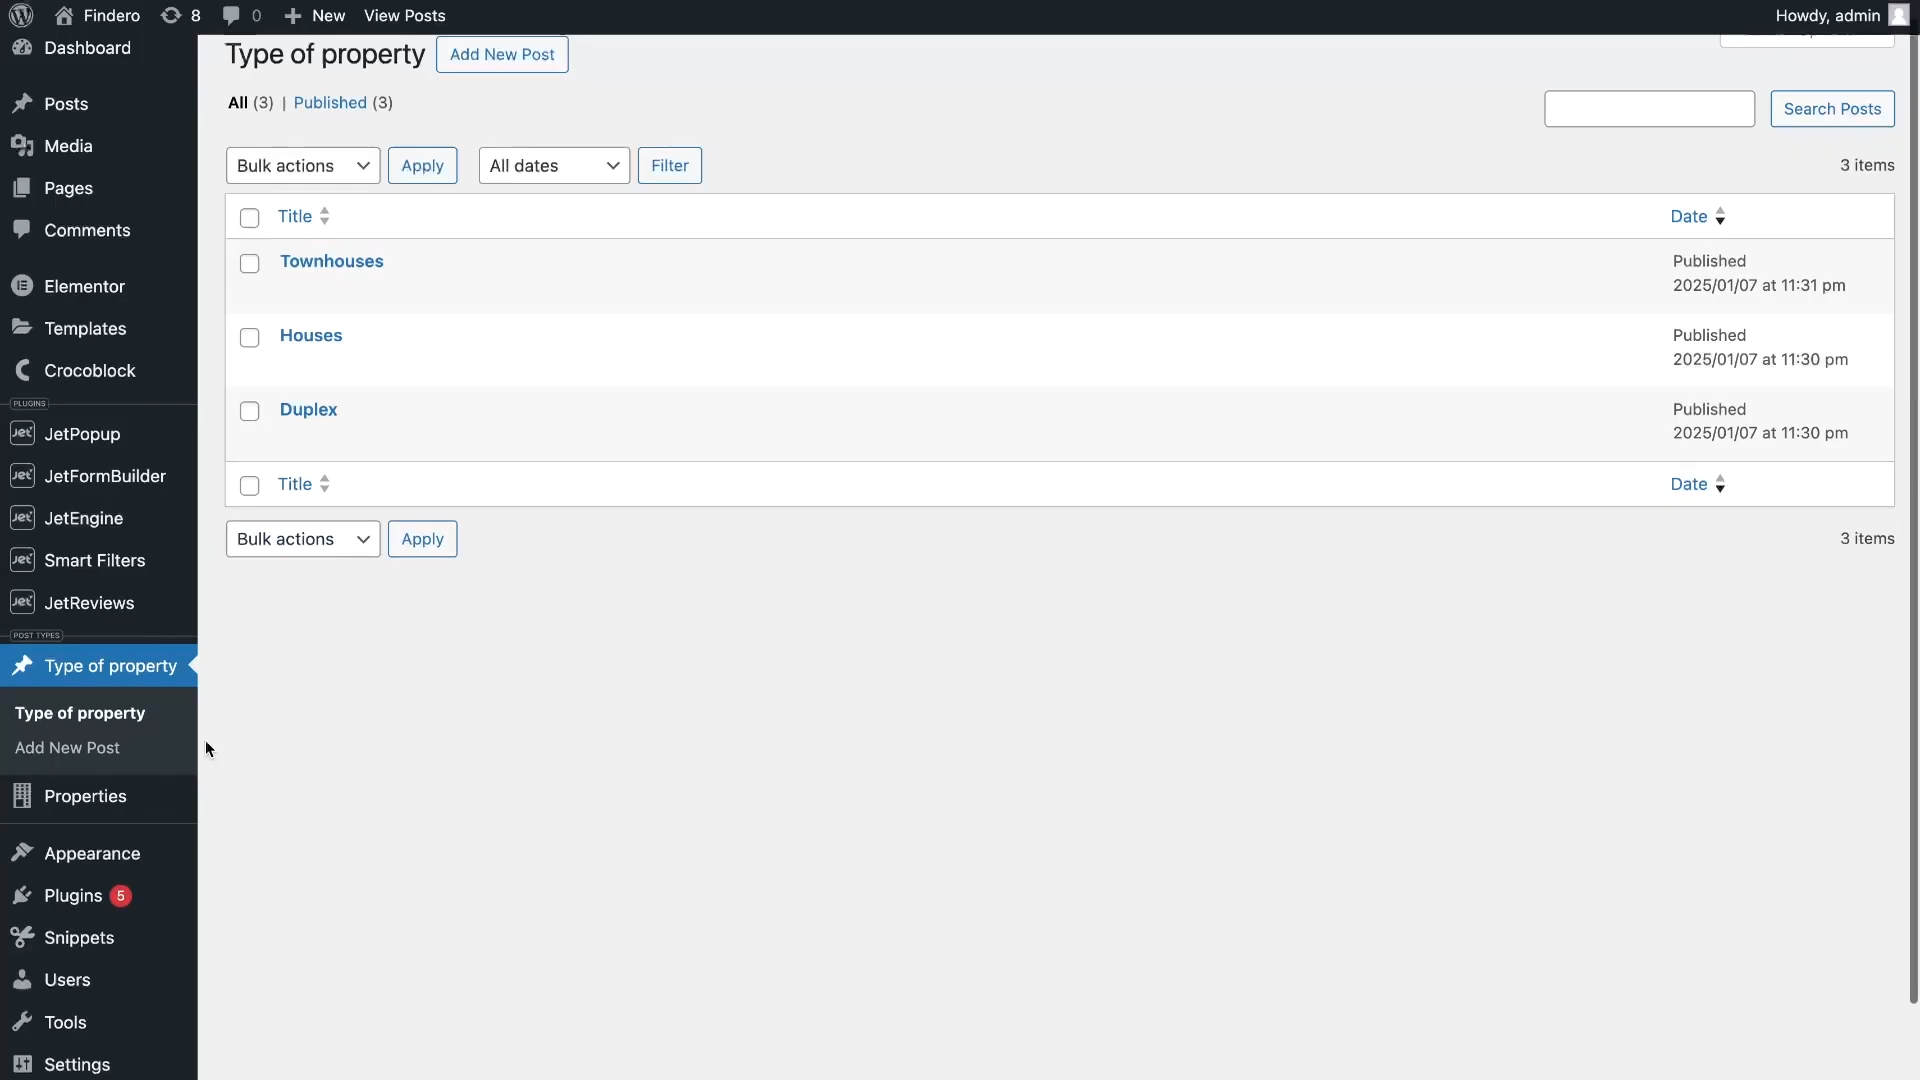 Findero
8
0
New
View Posts
Howdy, admin
Dashboard
Posts
Media
Pages
Comments
Elementor
Templates
Crocoblock
PLUGINS
JetPopup
JetFormBuilder
JetEngine
Smart Filters
JetReviews
POST TYPES
Type of property
Type of property
Add New Post
Properties
Appearance
Plugins 5
Snippets
Users
Tools
Settings
Type of property
Add New Post
All (3) | Published (3)
Search Posts
Bulk actions
Apply
All dates
Filter
3 items
Title
Date
Townhouses
Published
2025/01/07 at 11:31 pm
Houses
Published
2025/01/07 at 11:30 pm
Duplex
Published
2025/01/07 at 11:30 pm
Title
Date
Bulk actions
Apply
3 items